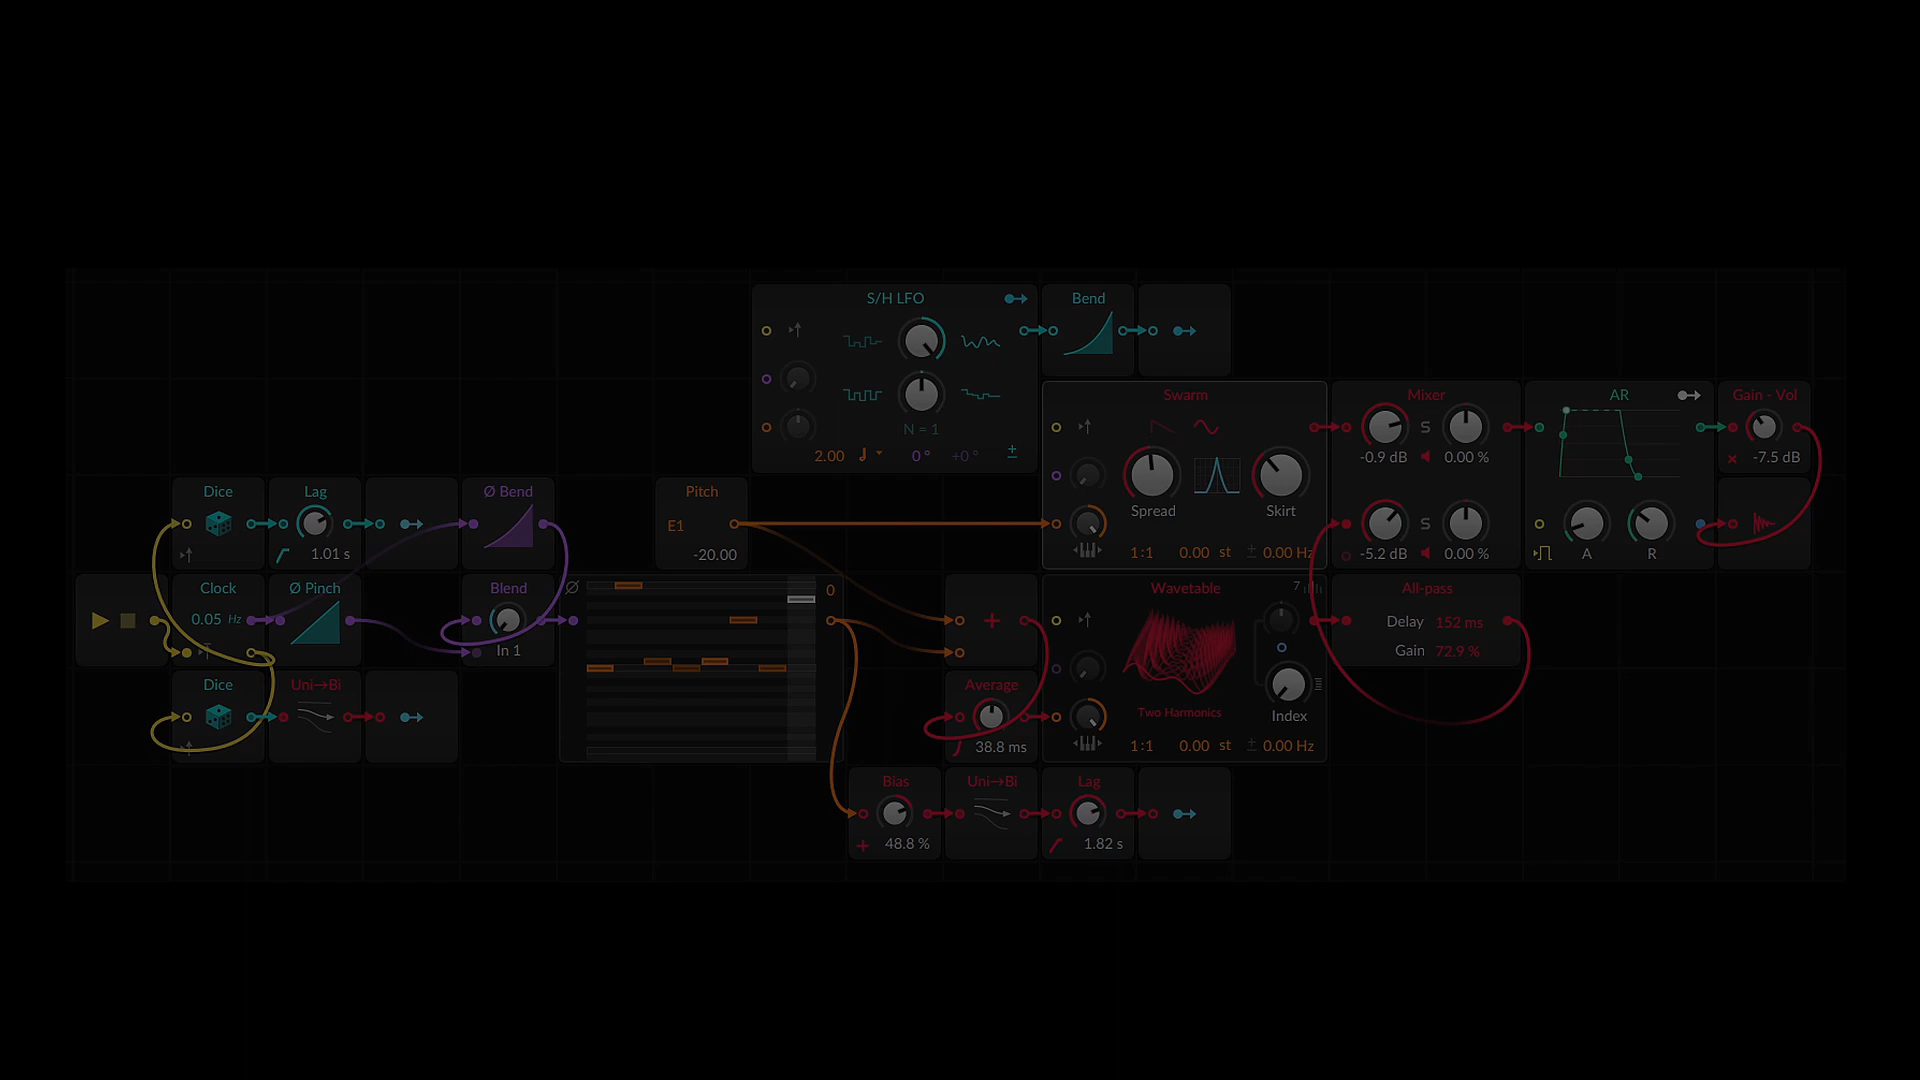 S/H LFO
Bend
N = 1
2.00 0° +0° ±
Swarm
Spread
Skirt
1:1 0.00 st ± 0.00 Hz
Mixer
-0.9 dB S 0.00 %
-5.2 dB S 0.00 %
AR
A R
Gain - Vol
× -7.5 dB
Dice
Lag
1.01 s
Ø Bend
Pitch
E1
-20.00
Clock
0.05 Hz
Ø Pinch
Blend
In 1
Ø
0
+
Wavetable
7
Two Harmonics
Index
1:1 0.00 st ± 0.00 Hz
All-pass
Delay 152 ms
Gain 72.9 %
Dice
Uni→Bi
Average
38.8 ms
Bias
+ 48.8 %
Uni→Bi
Lag
1.82 s